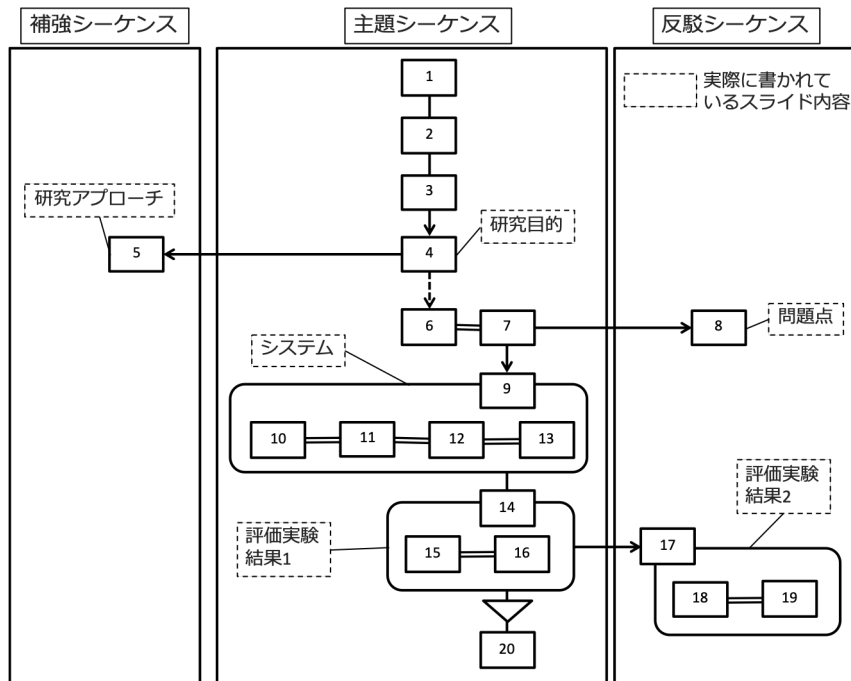 補強シーケンス
主題シーケンス
反駁シーケンス
実際に書かれて
いるスライド内容
1
2
3
研究アプローチ
研究目的
5
4
6
7
8
問題点
システム
9
10
11
12
13
14
評価実験
結果1
15
16
17
評価実験
結果2
18
19
20